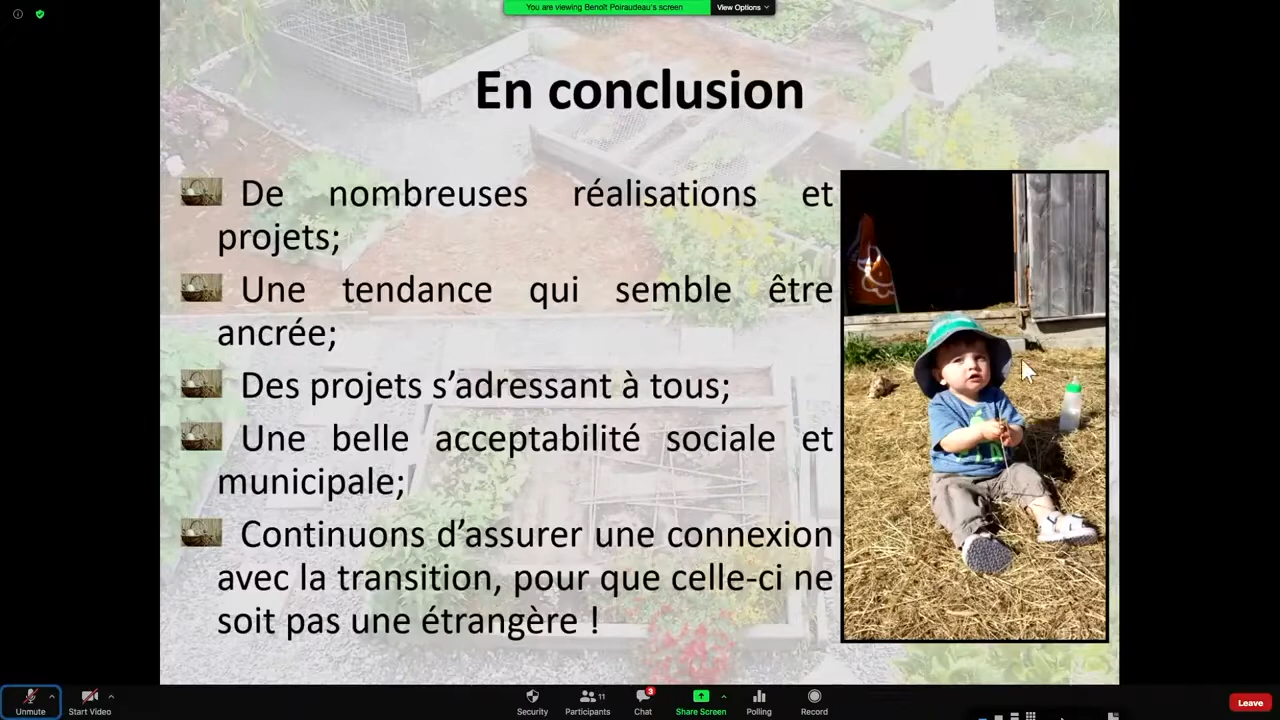 You are viewing Benoît Poiraudeau's screen
View Options
En conclusion
De nombreuses réalisations et
projets;
Une tendance qui semble être
ancrée;
Des projets s’adressant à tous;
Une belle acceptabilité sociale et
municipale;
Continuons d’assurer une connexion
avec la transition, pour que celle-ci ne
soit pas une étrangère !
Unmute
Start Video
Security
Participants
11
Chat
3
Share Screen
Polling
Record
Leave